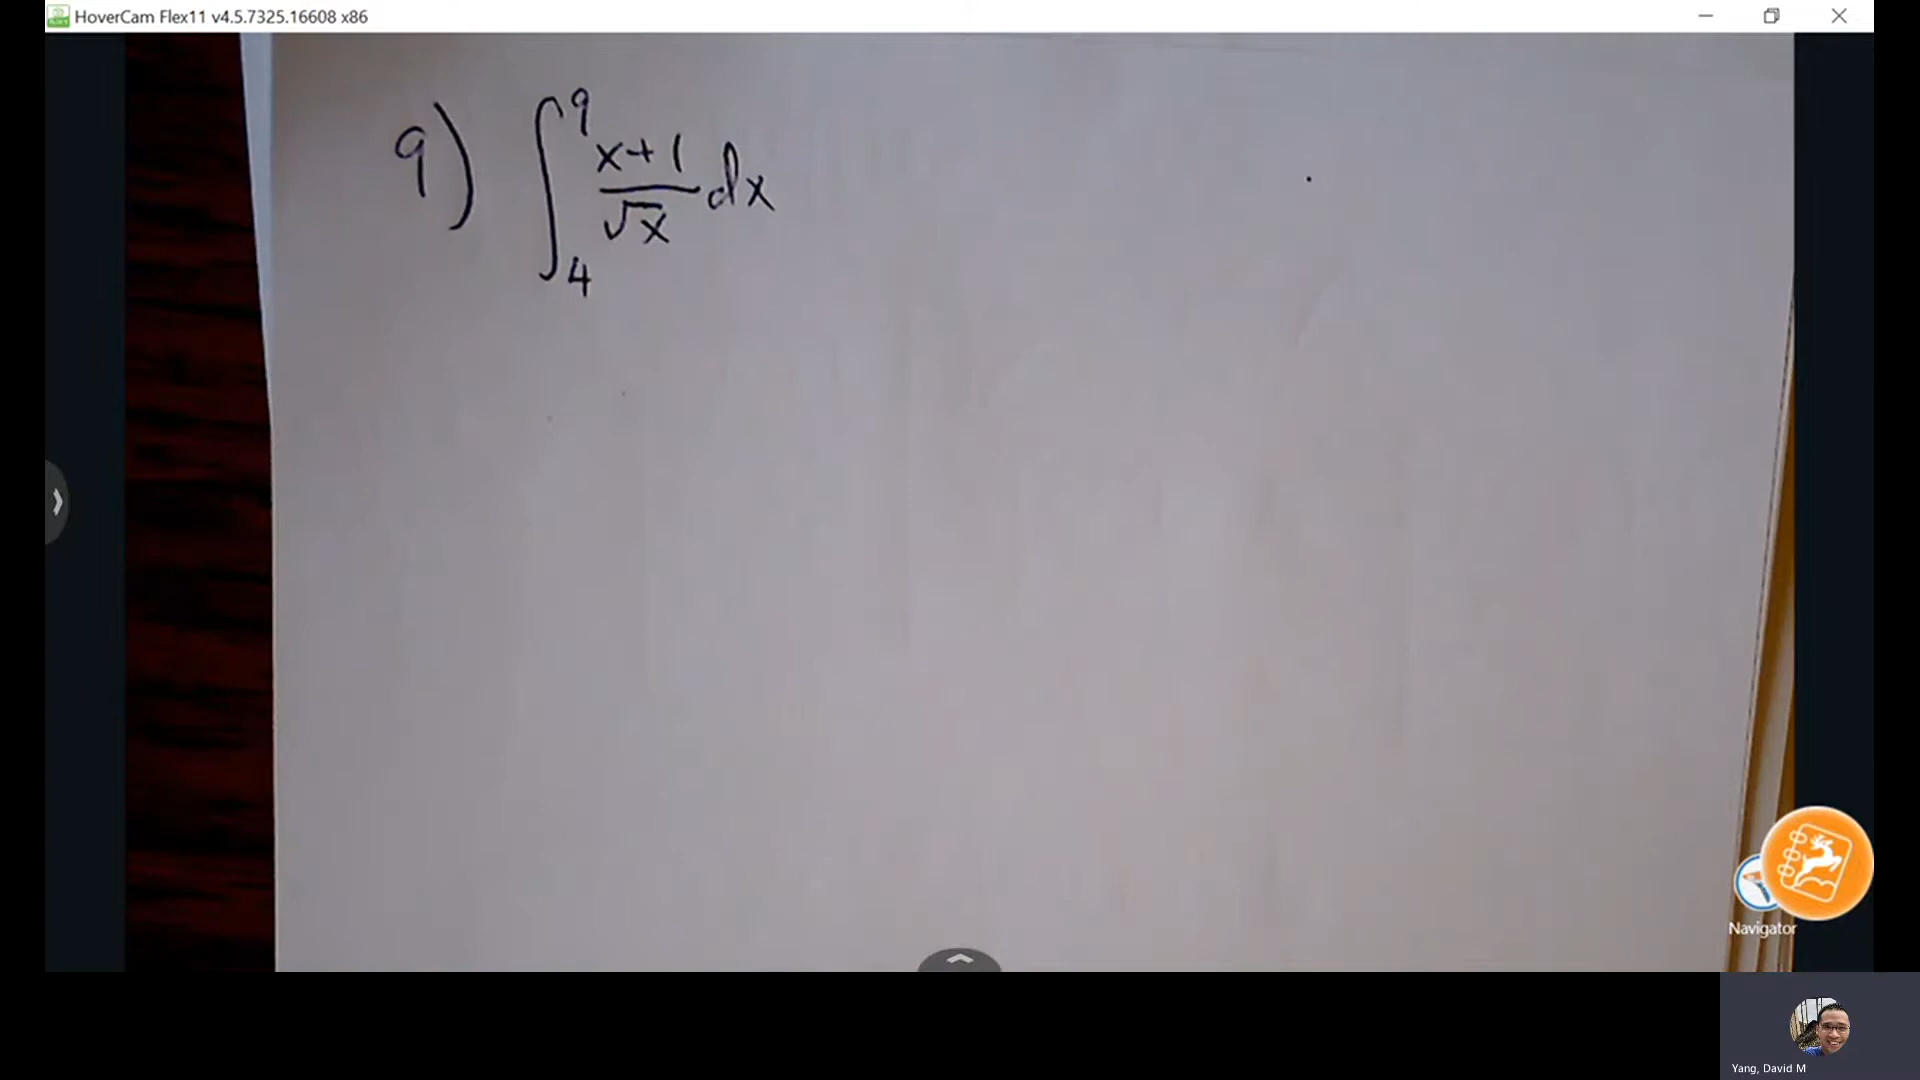 HoverCam Flex11 v4.5.7325.16608 x86
9) ∫₄⁹ (x+1)/√x dx
Navigator
Yang, David M